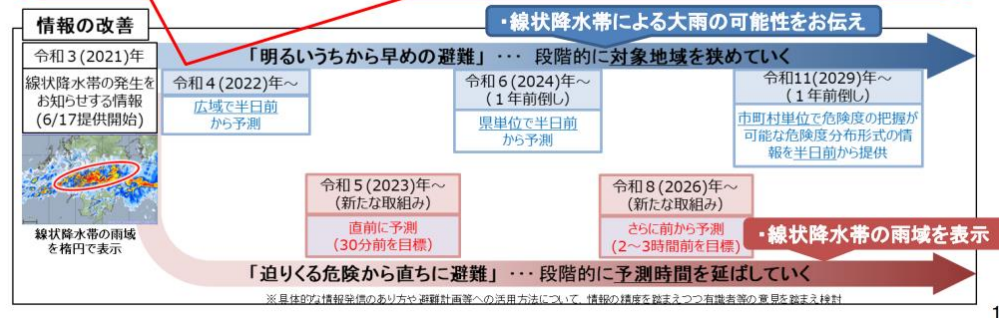 ・線状降水帯による大雨の可能性をお伝え
情報の改善
令和3(2021)年
線状降水帯の発生を
お知らせする情報
(6/17提供開始)
線状降水帯の雨域
を楕円で表示
「明るいうちから早めの避難」・・・ 段階的に対象地域を狭めていく
令和4(2022)年～
広域で半日前
から予測
令和6(2024)年～
(1年前倒し)
県単位で半日前
から予測
令和11(2029)年～
(1年前倒し)
市町村単位で危険度の把握が
可能な危険度分布形式の情
報を半日前から提供
令和5(2023)年～
(新たな取組み)
直前に予測
(30分前を目標)
令和8(2026)年～
(新たな取組み)
さらに前から予測
(2～3時間前を目標)
・線状降水帯の雨域を表示
「迫りくる危険から直ちに避難」・・・ 段階的に予測時間を延ばしていく
※具体的な情報発信のあり方や避難計画等への活用方法について、情報の精度を踏まえつつ有識者等の意見を踏まえ検討
1